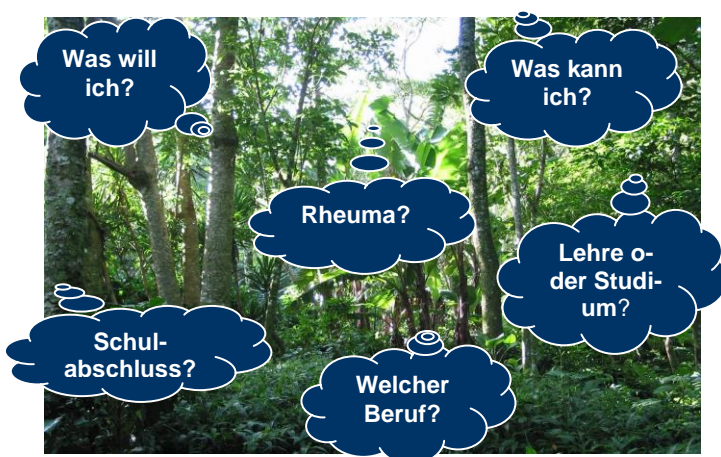 Was will
ich?
Was kann
ich?
Rheuma?
Lehre o-
der Studi-
um?
Schul-
abschluss?
Welcher
Beruf?